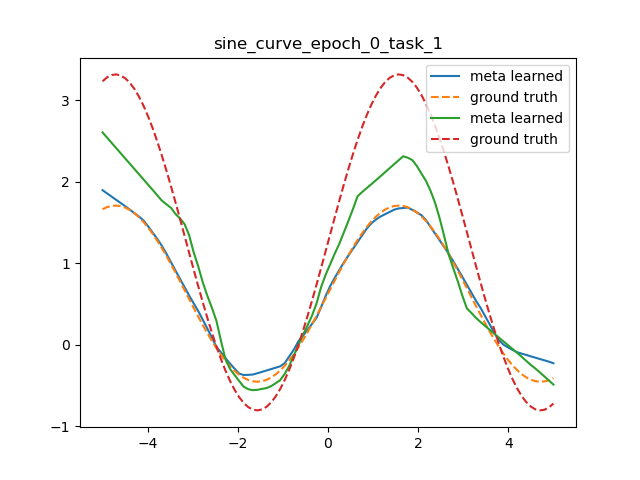 sine_curve_epoch_0_task_1
meta learned
ground truth
meta learned
ground truth
3
2
1
0
−1
−4
−2
0
2
4